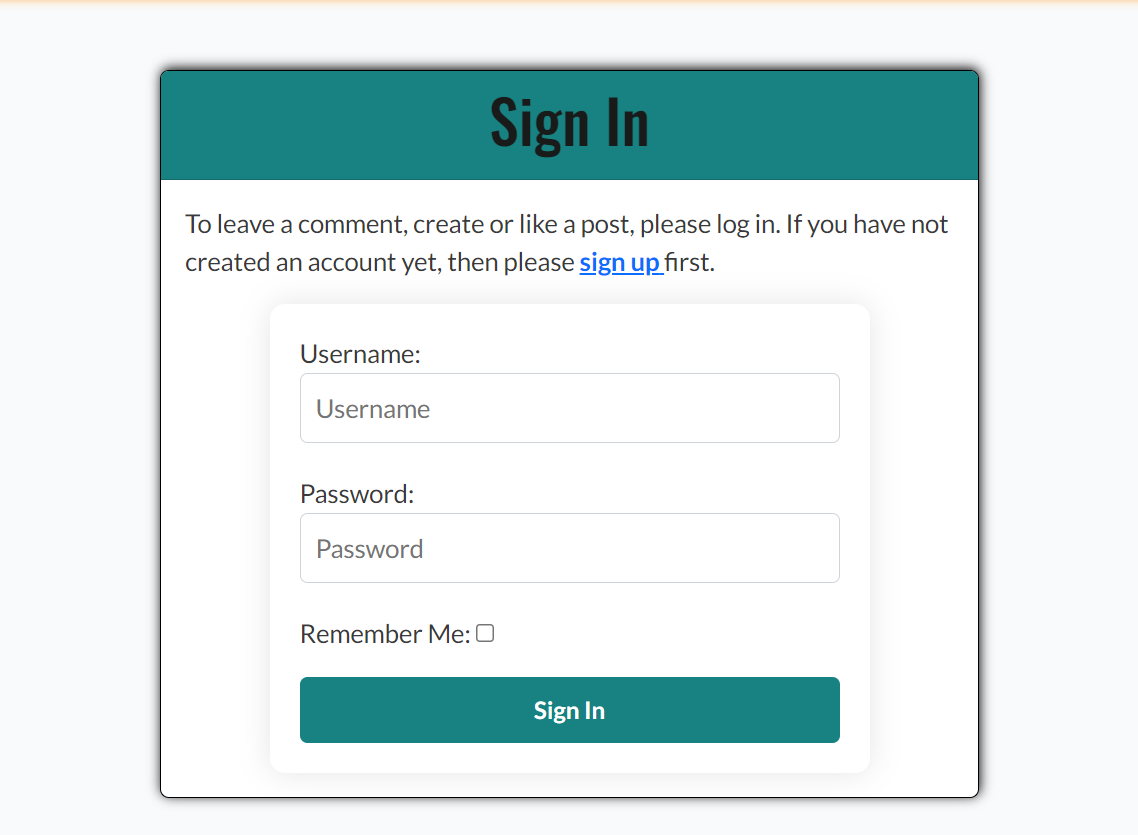 Sign In
To leave a comment, create or like a post, please log in. If you have not
created an account yet, then please sign up first.
Username:
Username
Password:
Password
Remember Me:
Sign In